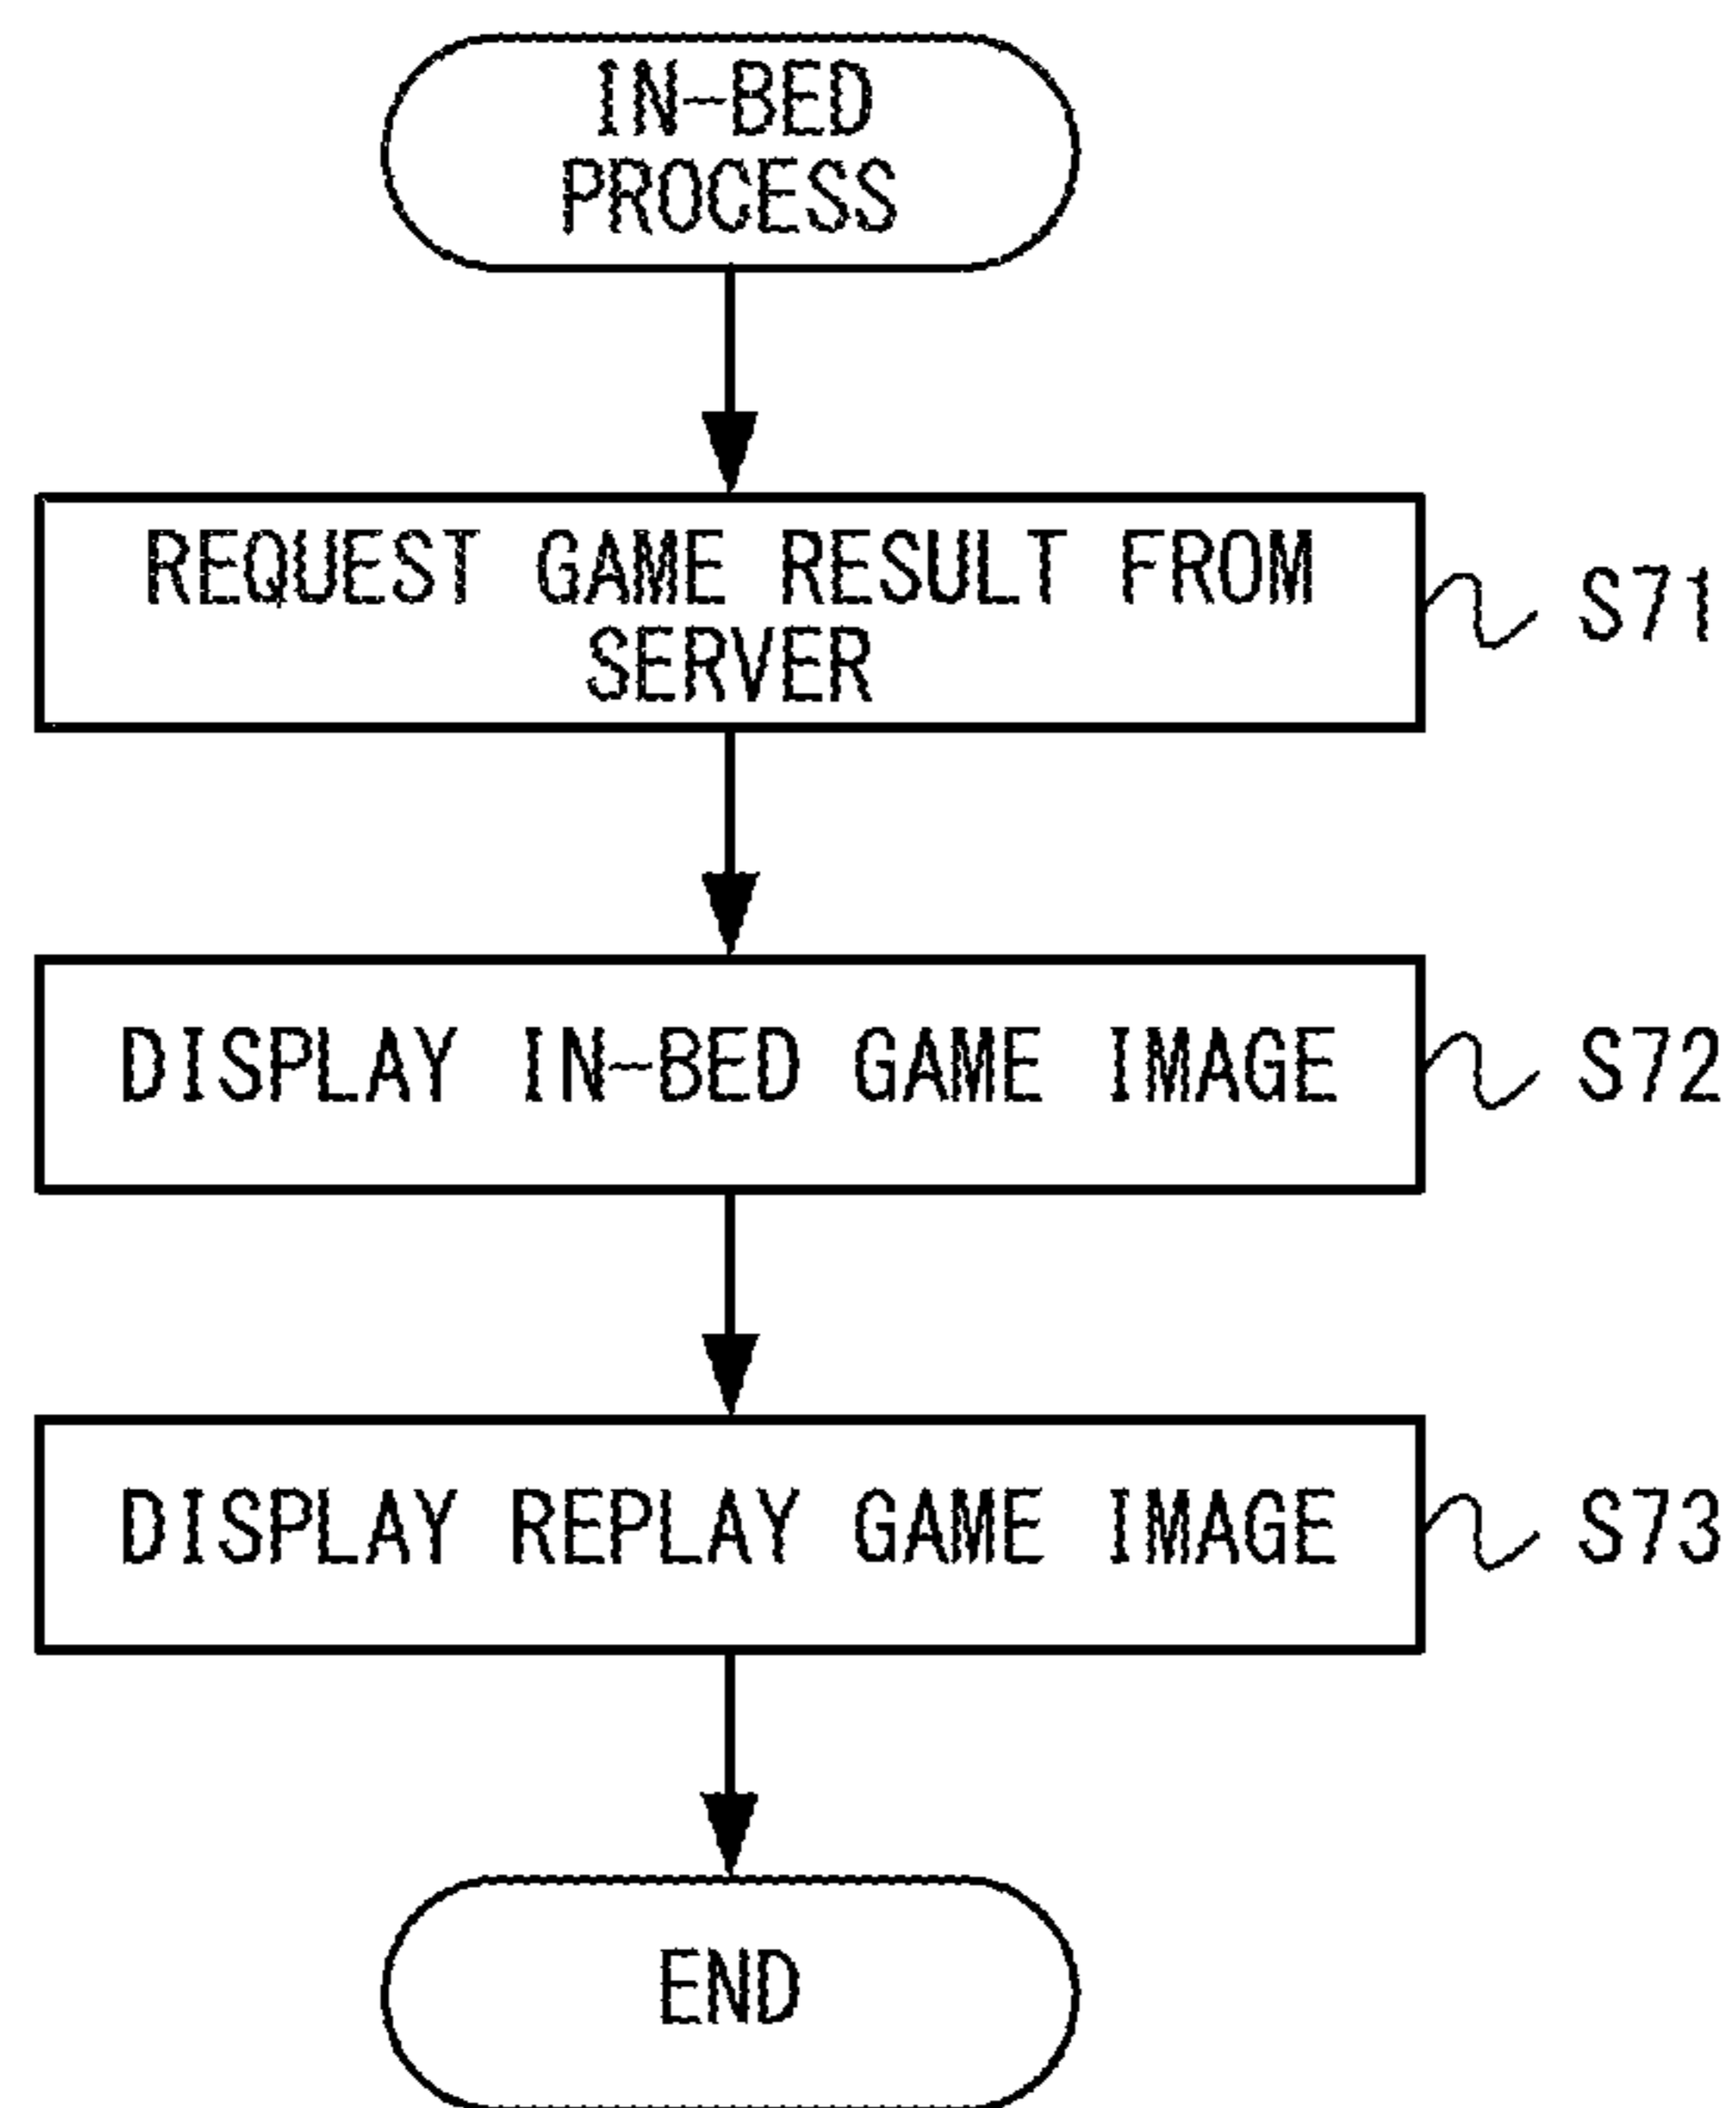 IN-BED
PROCESS
REQUEST GAME RESULT FROM
SERVER
S71
DISPLAY IN-BED GAME IMAGE
S72
DISPLAY REPLAY GAME IMAGE
S73
END